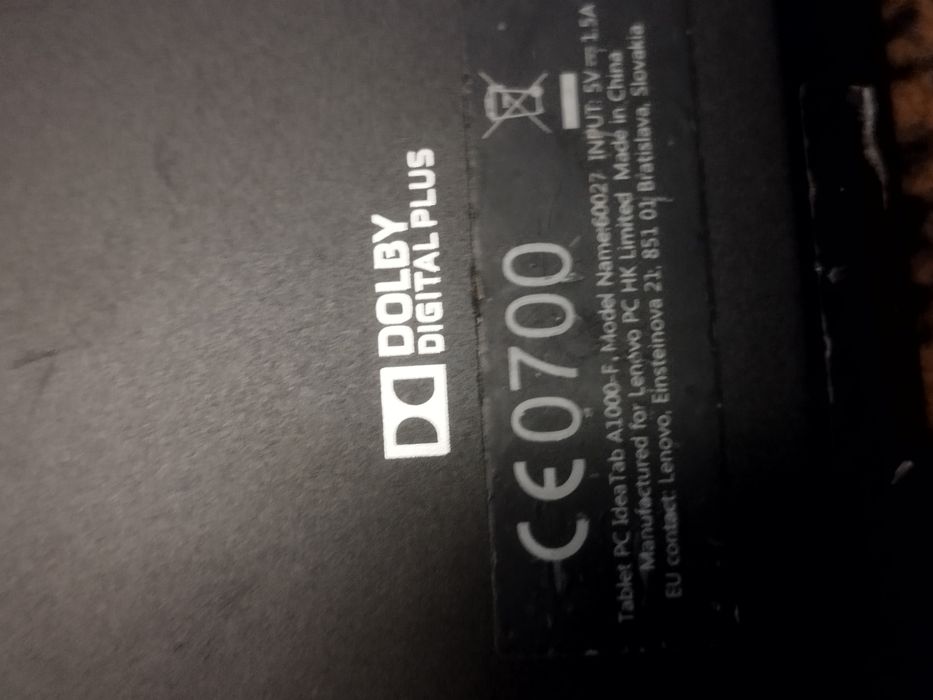 DOLBY
DIGITAL PLUS
CE0700
Tablet PC IdeaTab A1000-F, Model Name:60027 INPUT: 5V⎓1.5A
Manufactured for Lenovo PC HK Limited Made in China
EU contact: Lenovo, Einsteinova 21, 851 01 Bratislava, Slovakia